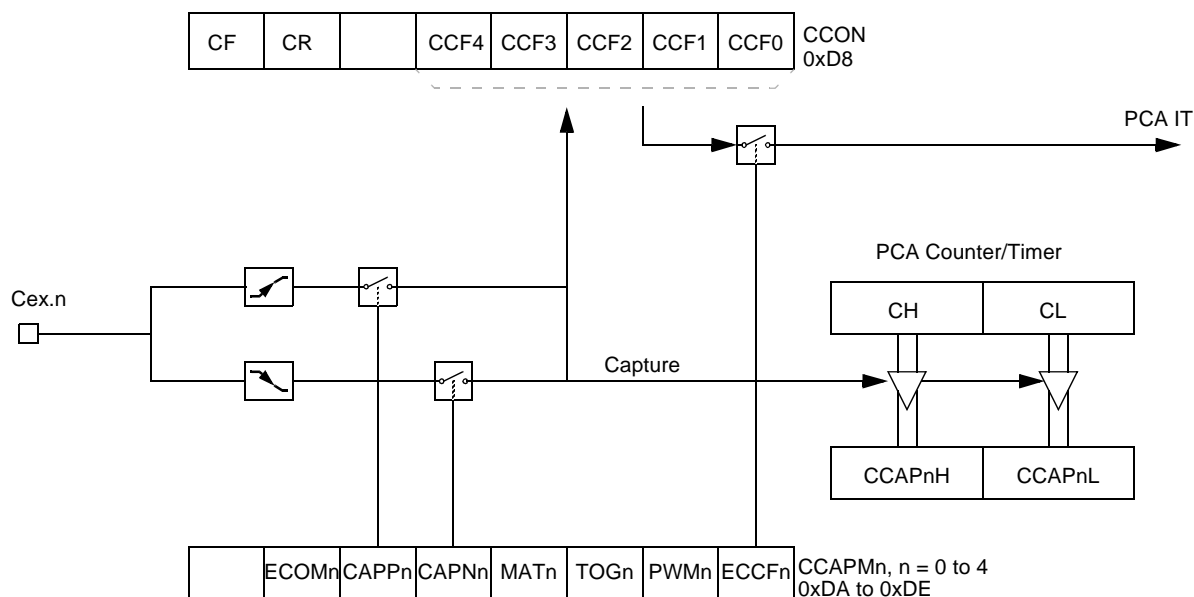 CF CR CCF4 CCF3 CCF2 CCF1 CCF0 CCON
0xD8
PCA IT
PCA Counter/Timer
Cex.n
CH CL
Capture
CCAPnH CCAPnL
ECOMn CAPPn CAPNn MATn TOGn PWMn ECCFn CCAPMn, n = 0 to 4
0xDA to 0xDE